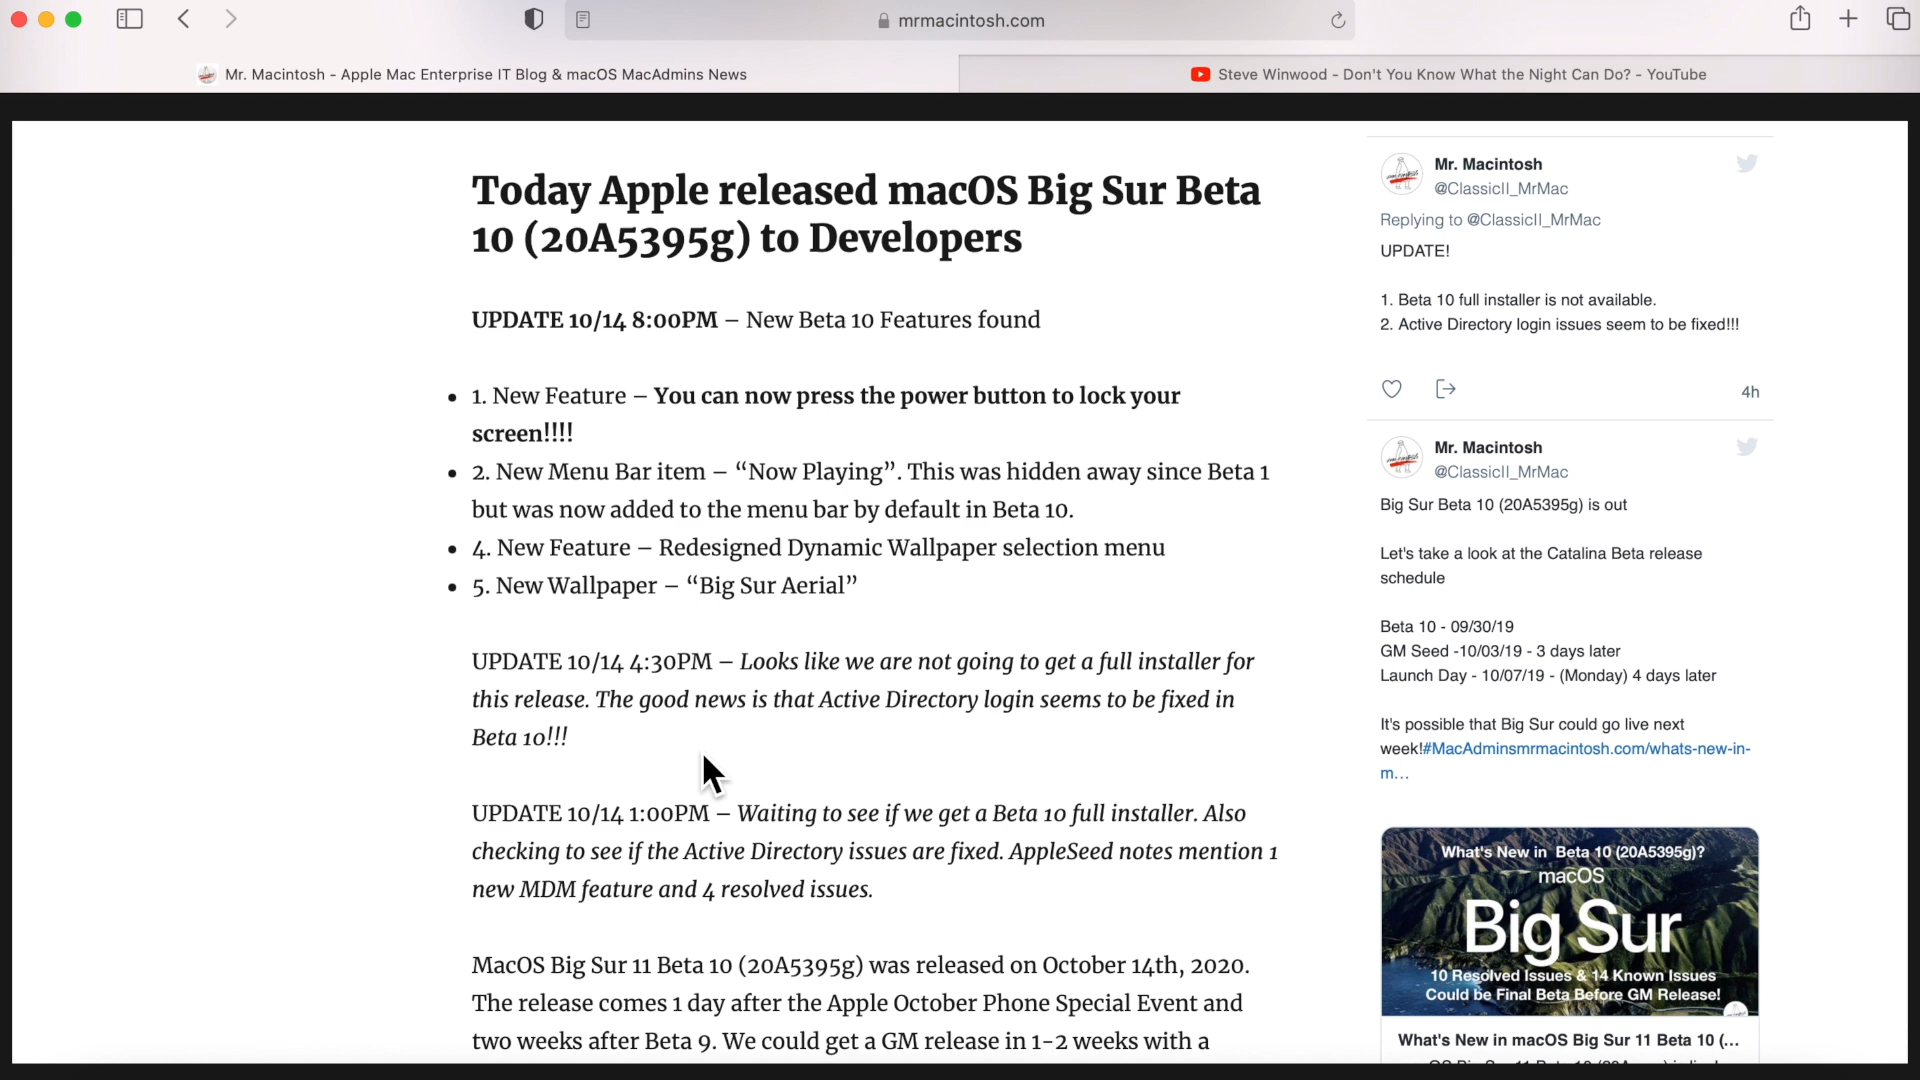 mrmacintosh.com
Mr. Macintosh - Apple Mac Enterprise IT Blog & macOS MacAdmins News
Steve Winwood - Don't You Know What the Night Can Do? - YouTube
Today Apple released macOS Big Sur Beta
10 (20A5395g) to Developers
UPDATE 10/14 8:00PM – New Beta 10 Features found
• 1. New Feature – You can now press the power button to lock your
screen!!!!
• 2. New Menu Bar item – “Now Playing”. This was hidden away since Beta 1
but was now added to the menu bar by default in Beta 10.
• 4. New Feature – Redesigned Dynamic Wallpaper selection menu
• 5. New Wallpaper – “Big Sur Aerial”
UPDATE 10/14 4:30PM – Looks like we are not going to get a full installer for
this release. The good news is that Active Directory login seems to be fixed in
Beta 10!!!
UPDATE 10/14 1:00PM – Waiting to see if we get a Beta 10 full installer. Also
checking to see if the Active Directory issues are fixed. AppleSeed notes mention 1
new MDM feature and 4 resolved issues.
MacOS Big Sur 11 Beta 10 (20A5395g) was released on October 14th, 2020.
The release comes 1 day after the Apple October Phone Special Event and
two weeks after Beta 9. We could get a GM release in 1-2 weeks with a
Mr. Macintosh
@ClassicII_MrMac
Replying to @ClassicII_MrMac
UPDATE!
1. Beta 10 full installer is not available.
2. Active Directory login issues seem to be fixed!!!
4h
Mr. Macintosh
@ClassicII_MrMac
Big Sur Beta 10 (20A5395g) is out
Let's take a look at the Catalina Beta release
schedule
Beta 10 - 09/30/19
GM Seed -10/03/19 - 3 days later
Launch Day - 10/07/19 - (Monday) 4 days later
It's possible that Big Sur could go live next
week!#MacAdminsmrmacintosh.com/whats-new-in-
m…
What's New in Beta 10 (20A5395g)?
macOS
Big Sur
10 Resolved Issues & 14 Known Issues
Could be Final Beta Before GM Release!
What's New in macOS Big Sur 11 Beta 10 (...